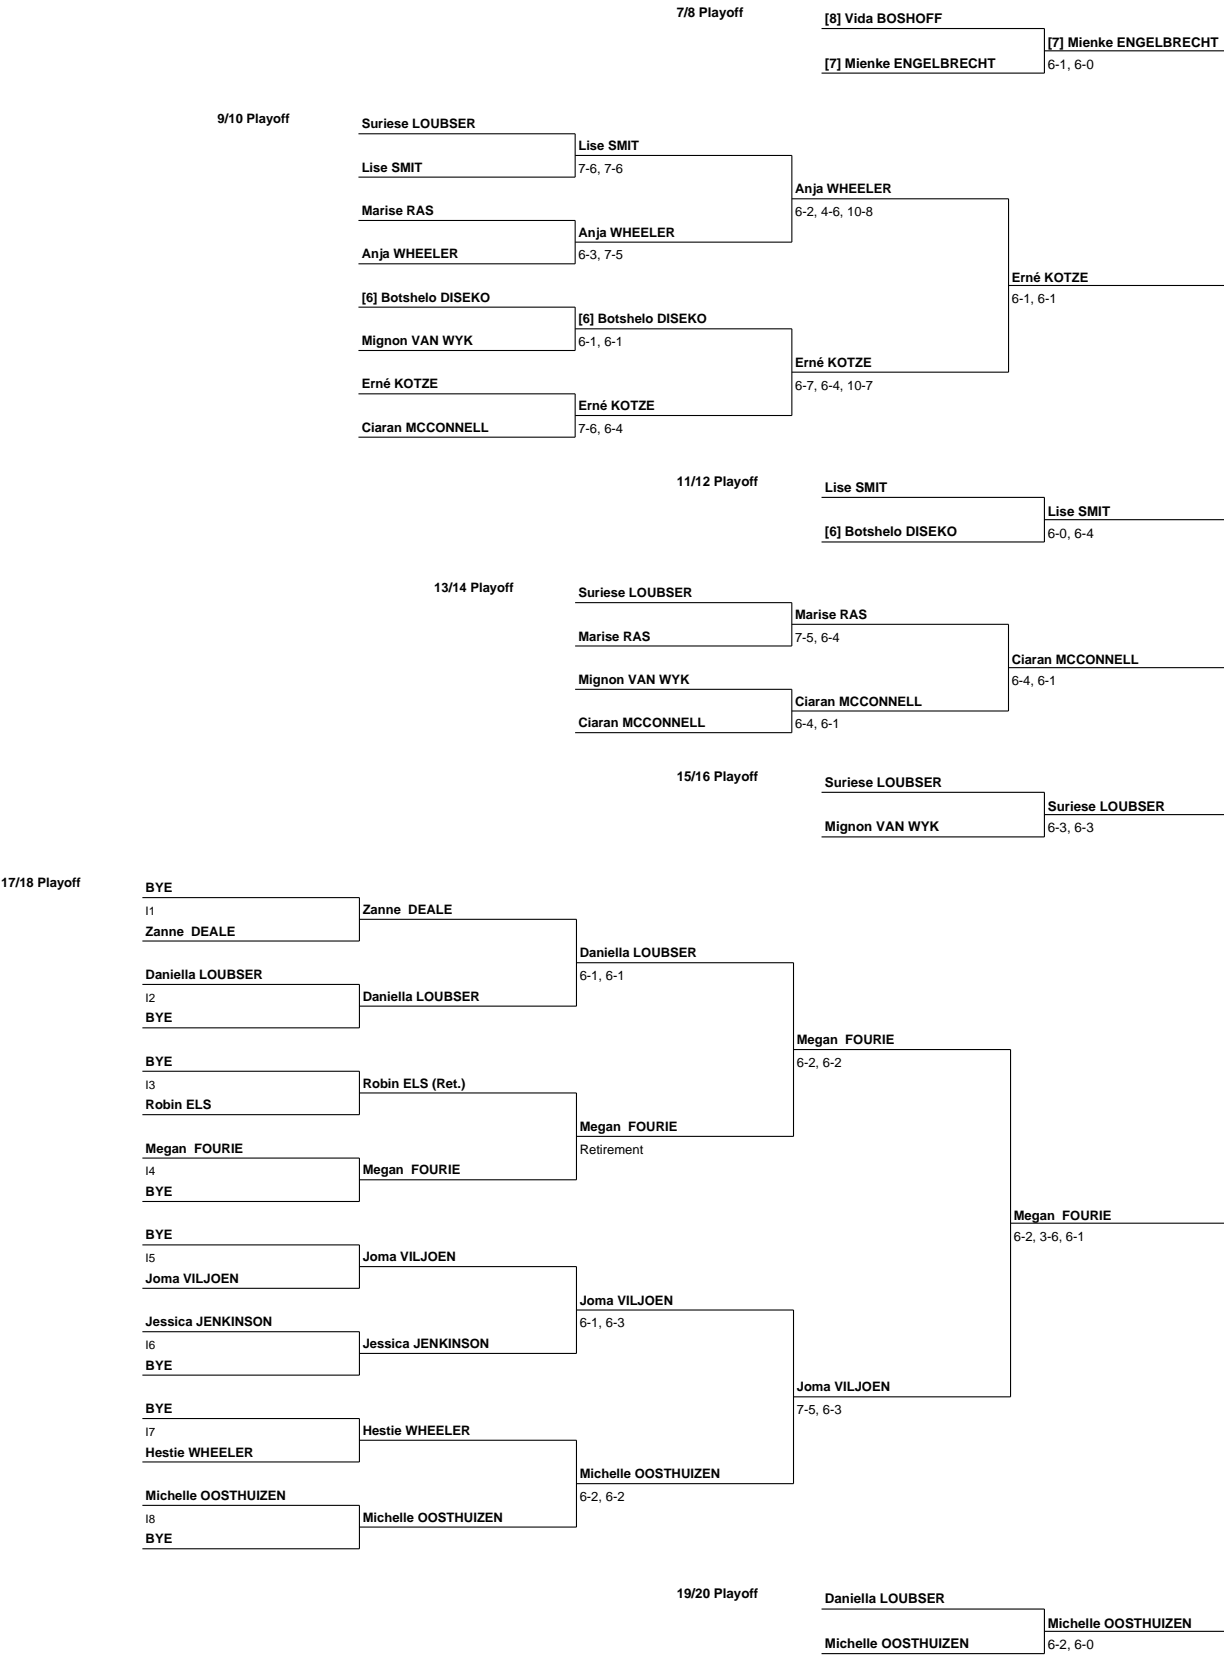 7/8 Playoff
[8] Vida BOSHOFF
[7] Mienke ENGELBRECHT
[7] Mienke ENGELBRECHT
6-1, 6-0
9/10 Playoff
Suriese LOUBSER
Lise SMIT
Lise SMIT
7-6, 7-6
Anja WHEELER
6-2, 4-6, 10-8
Marise RAS
Anja WHEELER
Anja WHEELER
6-3, 7-5
Erné KOTZE
6-1, 6-1
[6] Botshelo DISEKO
[6] Botshelo DISEKO
Mignon VAN WYK
6-1, 6-1
Erné KOTZE
6-7, 6-4, 10-7
Erné KOTZE
Erné KOTZE
Ciaran MCCONNELL
7-6, 6-4
11/12 Playoff
Lise SMIT
Lise SMIT
[6] Botshelo DISEKO
6-0, 6-4
13/14 Playoff
Suriese LOUBSER
Marise RAS
Marise RAS
7-5, 6-4
Ciaran MCCONNELL
6-4, 6-1
Mignon VAN WYK
Ciaran MCCONNELL
Ciaran MCCONNELL
6-4, 6-1
15/16 Playoff
Suriese LOUBSER
Suriese LOUBSER
Mignon VAN WYK
6-3, 6-3
17/18 Playoff
BYE
I1
Zanne  DEALE
Zanne  DEALE
Daniella LOUBSER
6-1, 6-1
Daniella LOUBSER
I2
Daniella LOUBSER
BYE
Megan  FOURIE
6-2, 6-2
BYE
I3
Robin ELS (Ret.)
Robin ELS
Megan  FOURIE
Retirement
Megan  FOURIE
I4
Megan  FOURIE
BYE
Megan  FOURIE
6-2, 3-6, 6-1
BYE
I5
Joma VILJOEN
Joma VILJOEN
Joma VILJOEN
6-1, 6-3
Jessica JENKINSON
I6
Jessica JENKINSON
BYE
Joma VILJOEN
7-5, 6-3
BYE
I7
Hestie WHEELER
Hestie WHEELER
Michelle OOSTHUIZEN
6-2, 6-2
Michelle OOSTHUIZEN
I8
Michelle OOSTHUIZEN
BYE
19/20 Playoff
Daniella LOUBSER
Michelle OOSTHUIZEN
Michelle OOSTHUIZEN
6-2, 6-0